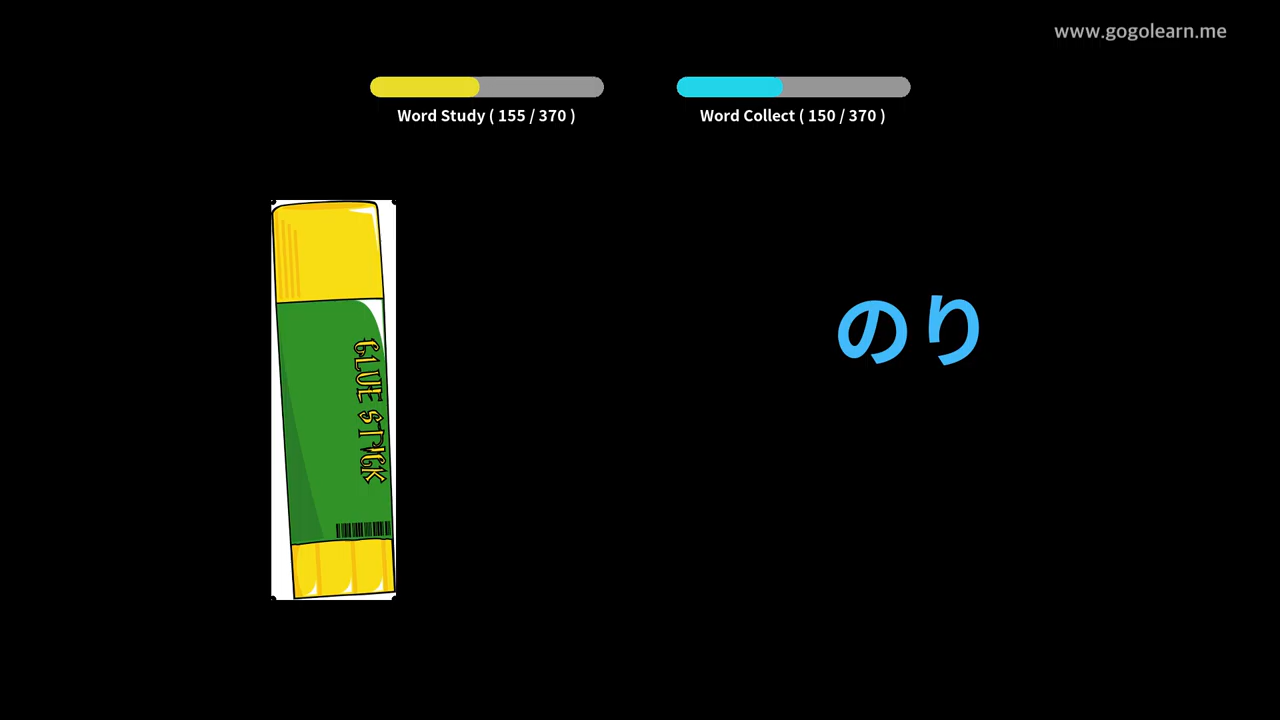 www.gogolearn.me
Word Study ( 155 / 370 )
Word Collect ( 150 / 370 )
のり
GLUE STICK